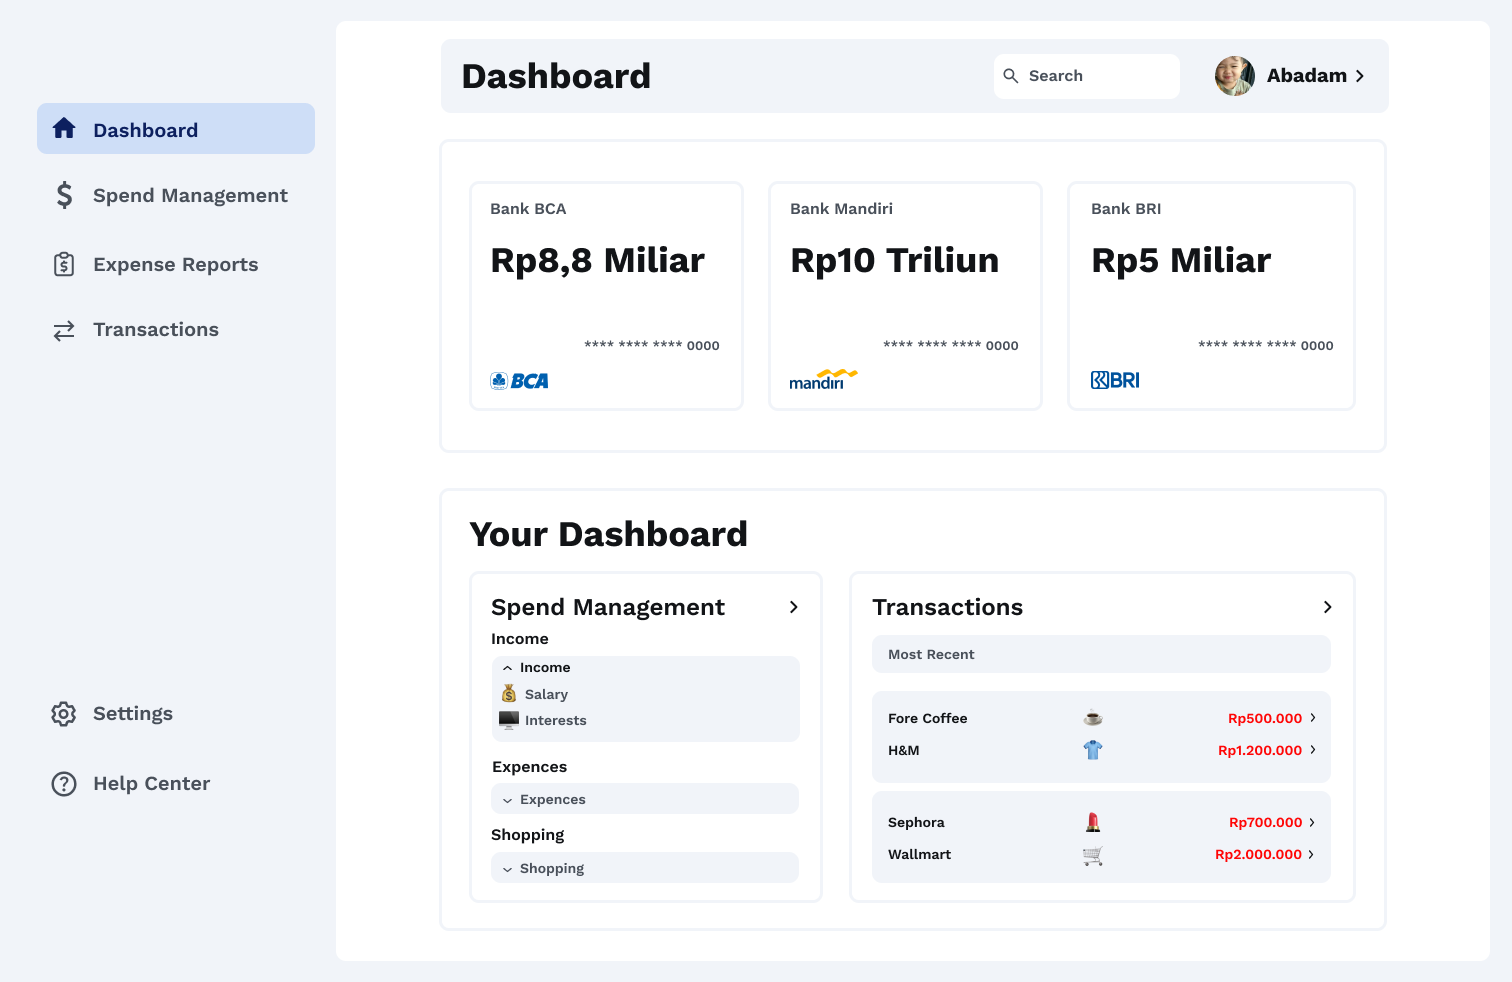 Dashboard
Search
Abadam
Dashboard
Spend Management
Expense Reports
Transactions
Settings
Help Center
Bank BCA
Rp8,8 Miliar
**** **** **** 0000
BCA
Bank Mandiri
Rp10 Triliun
**** **** **** 0000
mandiri
Bank BRI
Rp5 Miliar
**** **** **** 0000
BRI
Your Dashboard
Spend Management
Income
Income
Salary
Interests
Expences
Expences
Shopping
Shopping
Transactions
Most Recent
Fore Coffee Rp500.000
H&M Rp1.200.000
Sephora Rp700.000
Wallmart Rp2.000.000